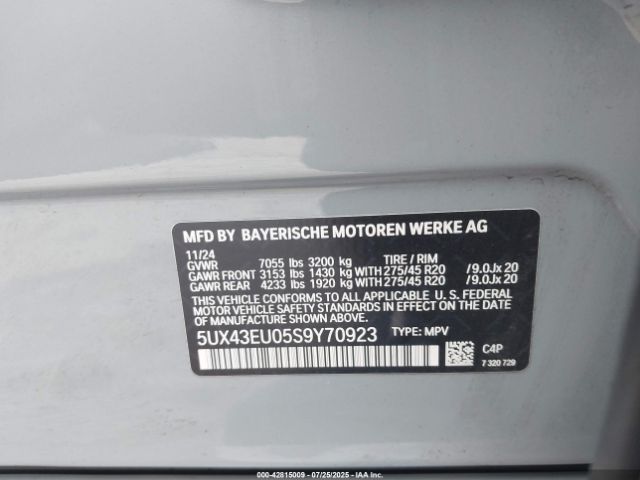 MFD BY BAYERISCHE MOTOREN WERKE AG
11/24
GVWR 7055 lbs 3200 kg TIRE / RIM
GAWR FRONT 3153 lbs 1430 kg WITH 275/45 R20 /9.0Jx 20
GAWR REAR 4233 lbs 1920 kg WITH 275/45 R20 /9.0Jx 20
THIS VEHICLE CONFORMS TO ALL APPLICABLE U. S. FEDERAL
MOTOR VEHICLE SAFETY STANDARDS IN EFFECT ON THE DATE
OF MANUFACTURE SHOWN ABOVE.
5UX43EU05S9Y70923 TYPE: MPV
C4P
7 320 729
000-42815009 - 07/25/2025 - IAA Inc.